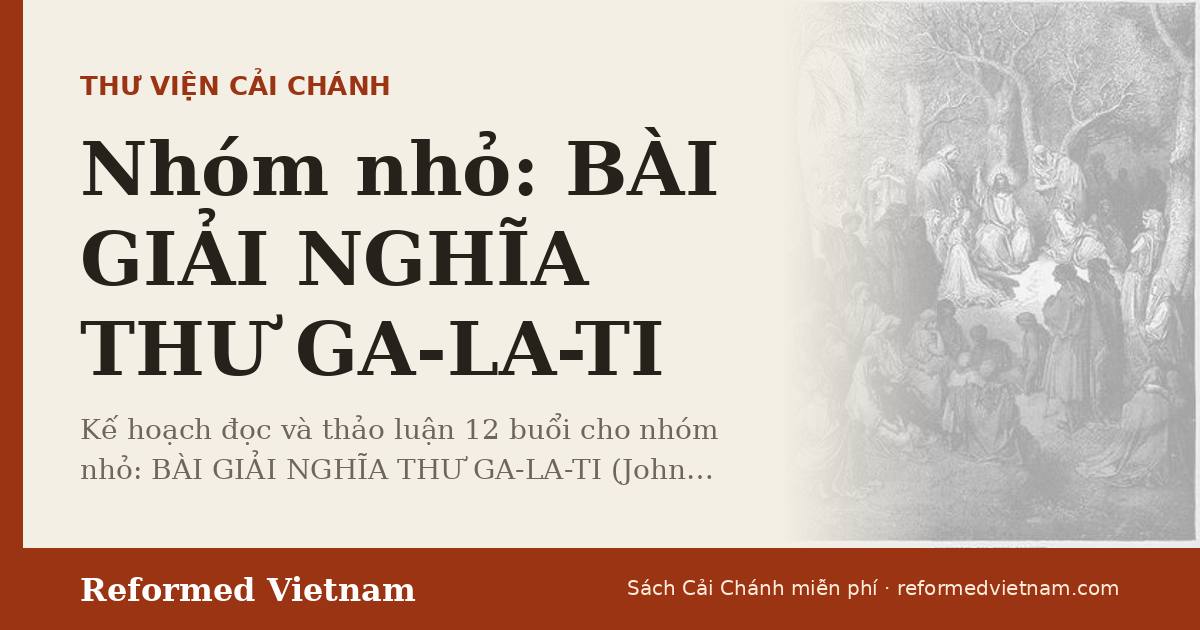 THƯ VIỆN CẢI CHÁNH
Nhóm nhỏ: BÀI
GIẢI NGHĨA
THƯ GA-LA-TI
Kế hoạch đọc và thảo luận 12 buổi cho nhóm
nhỏ: BÀI GIẢI NGHĨA THƯ GA-LA-TI (John...
Reformed Vietnam
Sách Cải Chánh miễn phí · reformedvietnam.com